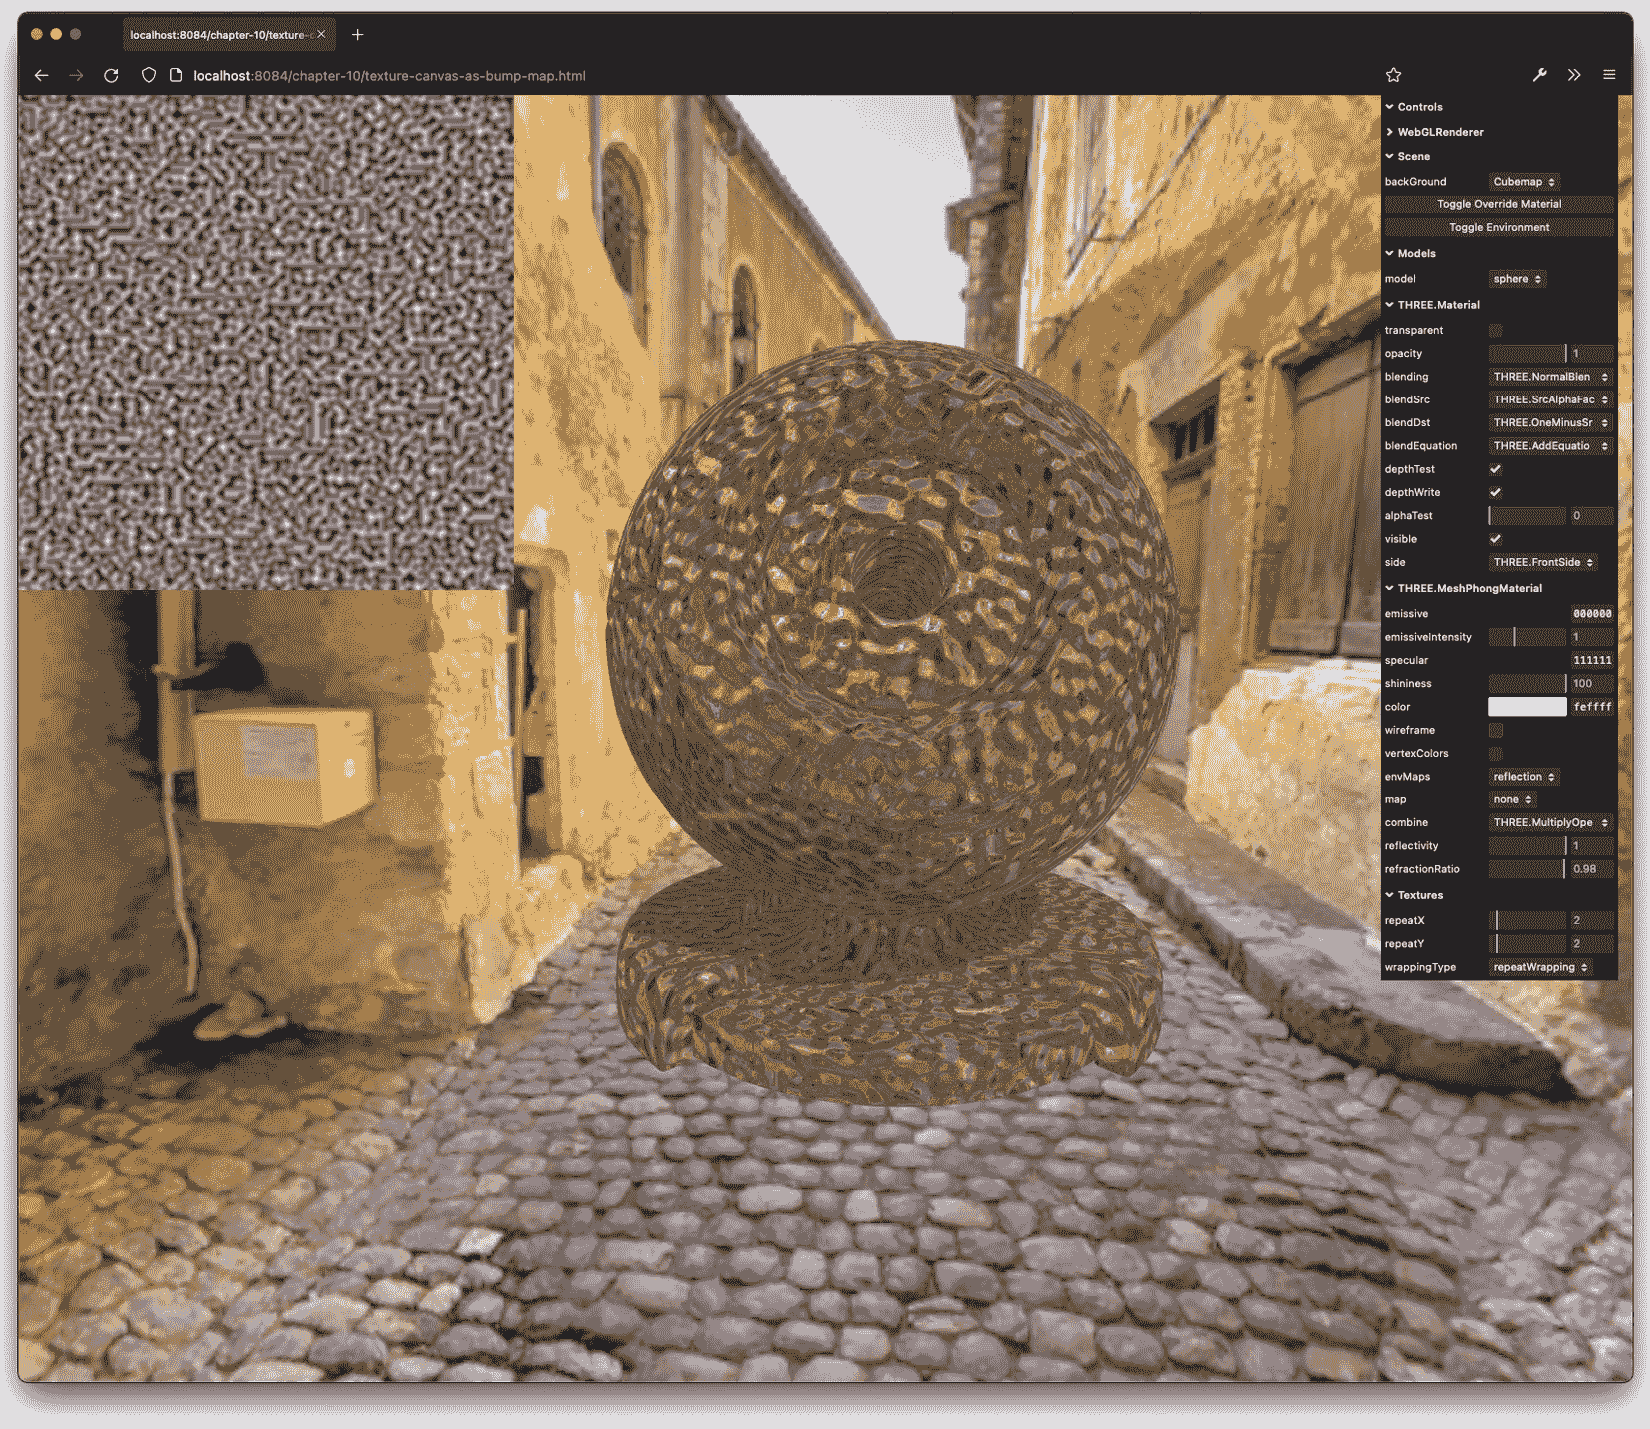 localhost:8084/chapter-10/texture-c
localhost:8084/chapter-10/texture-canvas-as-bump-map.html
Controls
WebGLRenderer
Scene
backGround Cubemap
Toggle Override Material
Toggle Environment
Models
model sphere
THREE.Material
transparent
opacity 1
blending THREE.NormalBlen
blendSrc THREE.SrcAlphaFac
blendDst THREE.OneMinusSr
blendEquation THREE.AddEquatio
depthTest
depthWrite
alphaTest 0
visible
side THREE.FrontSide
THREE.MeshPhongMaterial
emissive 000000
emissiveIntensity 1
specular 111111
shininess 100
color feffff
wireframe
vertexColors
envMaps reflection
map none
combine THREE.MultiplyOpe
reflectivity 1
refractionRatio 0.98
Textures
repeatX 2
repeatY 2
wrappingType repeatWrapping